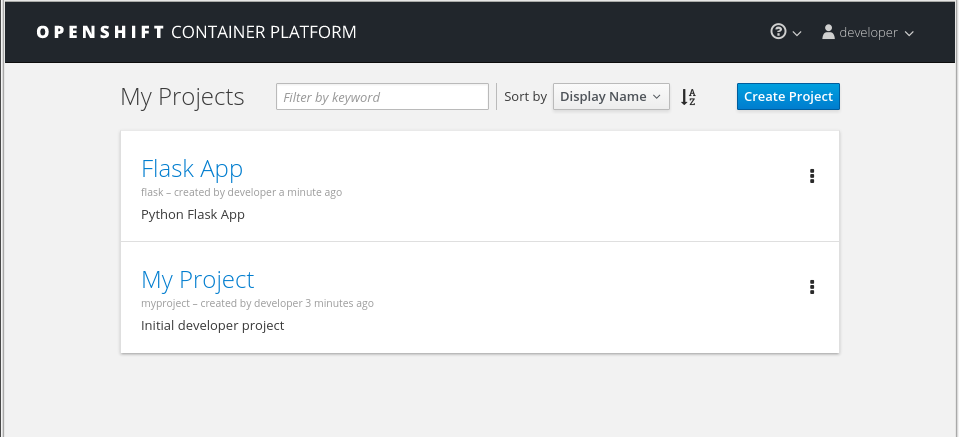 OPENSHIFT CONTAINER PLATFORM
developer
My Projects
Filter by keyword
Sort by
Display Name
A
Z
Create Project
Flask App
flask – created by developer a minute ago
Python Flask App
My Project
myproject – created by developer 3 minutes ago
Initial developer project